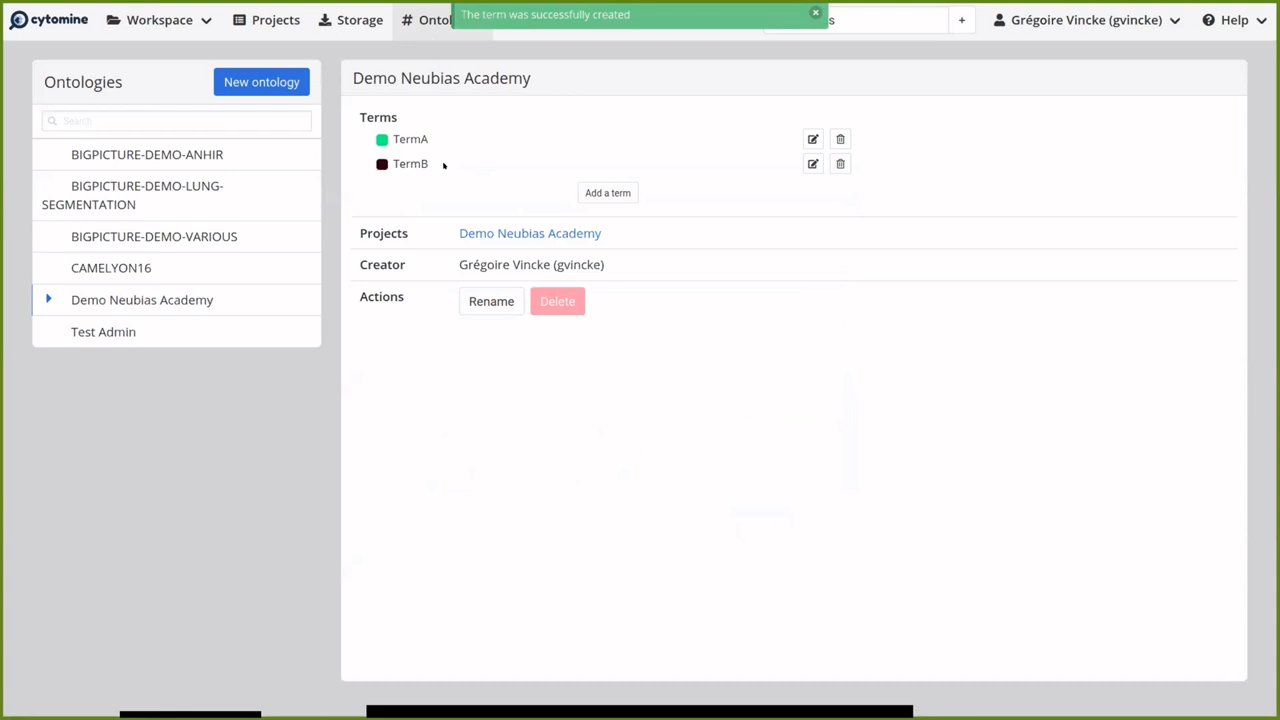 cytomine Workspace Projects Storage # Ontol The term was successfully created s + Grégoire Vincke (gvincke) Help
Ontologies New ontology
Search
BIGPICTURE-DEMO-ANHIR
BIGPICTURE-DEMO-LUNG-
SEGMENTATION
BIGPICTURE-DEMO-VARIOUS
CAMELYON16
Demo Neubias Academy
Test Admin
Demo Neubias Academy
Terms
TermA
TermB
Add a term
Projects Demo Neubias Academy
Creator Grégoire Vincke (gvincke)
Actions Rename Delete